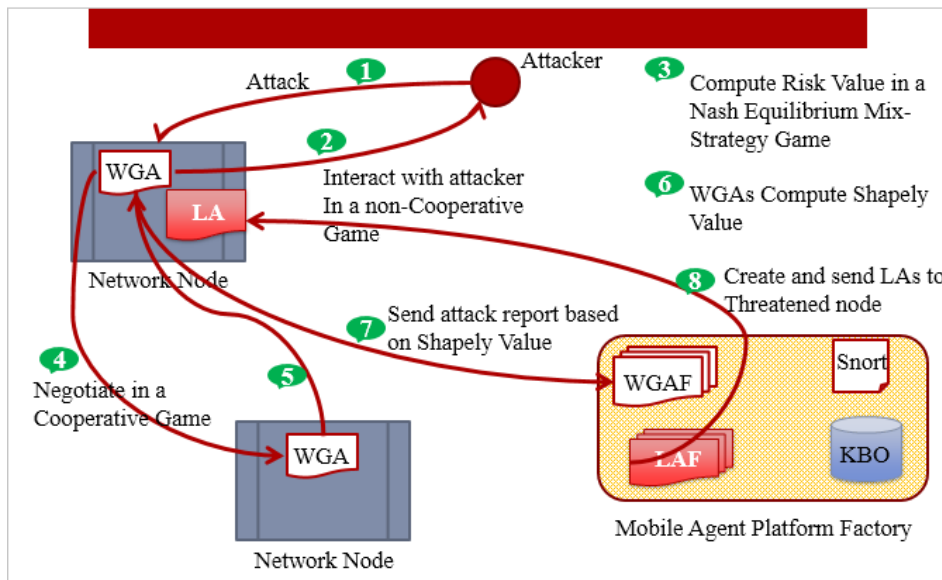 1
Attack
Attacker
3
Compute Risk Value in a
Nash Equilibrium Mix-
Strategy Game
2
WGA
Interact with attacker
In a non-Cooperative
Game
6
WGAs Compute Shapely
Value
LA
Network Node
8
Create and send LAs to
Threatened node
7
Send attack report based
on Shapely Value
4
Negotiate in a
Cooperative Game
5
WGAF
Snort
WGA
LAF
KBO
Mobile Agent Platform Factory
Network Node